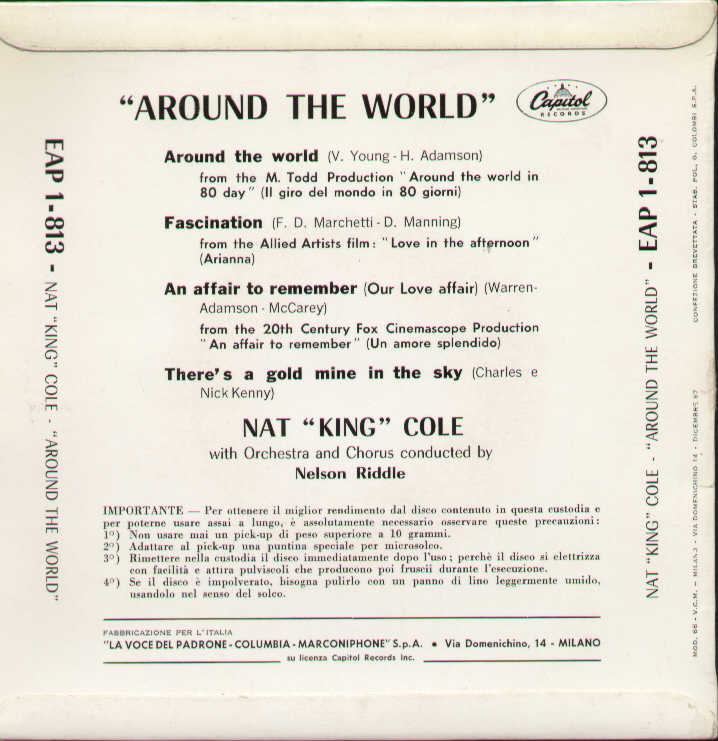 "AROUND THE WORLD"
Capitol
RECORDS
Around the world (V. Young - H. Adamson)
from the M. Todd Production "Around the world in
80 day" (Il giro del mondo in 80 giorni)
Fascination (F. D. Marchetti - D. Manning)
from the Allied Artists film: "Love in the afternoon"
(Arianna)
An affair to remember (Our Love affair) (Warren-
Adamson - McCarey)
from the 20th Century Fox Cinemascope Production
"An affair to remember" (Un amore splendido)
There's a gold mine in the sky (Charles e
Nick Kenny)
NAT "KING" COLE
with Orchestra and Chorus conducted by
Nelson Riddle
IMPORTANTE — Per ottenere il miglior rendimento dal disco contenuto in questa custodia e
per poterne usare assai a lungo, è assolutamente necessario osservare queste precauzioni:
1°) Non usare mai un pick-up di peso superiore a 10 grammi.
2°) Adattare al pick-up una puntina speciale per microsolco.
3°) Rimettere nella custodia il disco immediatamente dopo l'uso; perchè il disco si elettrizza
con facilità e attira pulviscoli che producono poi fruscii durante l'esecuzione.
4°) Se il disco è impolverato, bisogna pulirlo con un panno di lino leggermente umido,
usandolo nel senso del solco.
FABBRICAZIONE PER L'ITALIA
"LA VOCE DEL PADRONE - COLUMBIA - MARCONIPHONE" S.p.A. • Via Domenichino, 14 - MILANO
su licenza Capitol Records Inc.
EAP 1-813 - NAT "KING" COLE - "AROUND THE WORLD"
NAT "KING" COLE - "AROUND THE WORLD" - EAP 1-813
MOD. 66 - V.C.M. - MILANO - VIA DOMENICHINO 14 - DICEMBRE 57
CONFEZIONE BREVETTATA - STAB. POL. G. COLOMBI S.P.A.